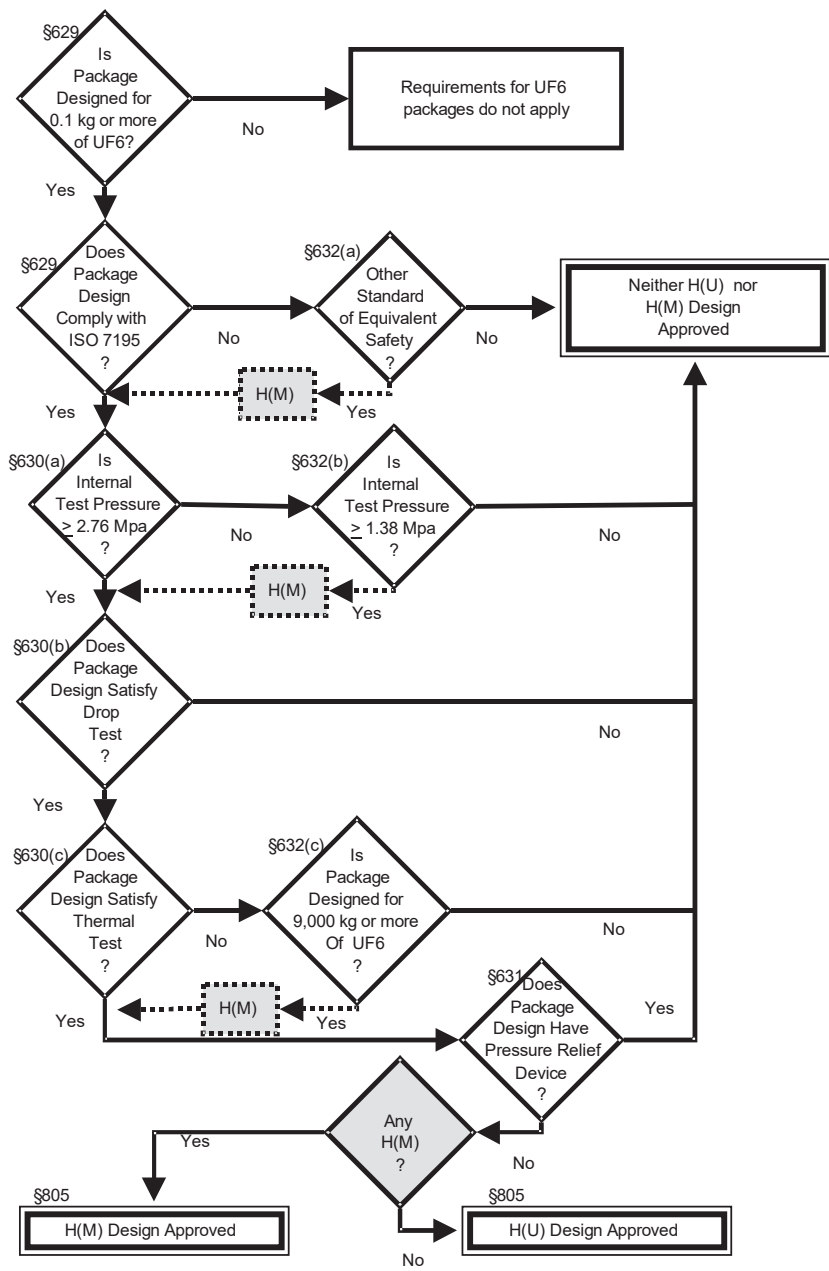 §629
Is
Package
Designed for
0.1 kg or more
of UF6?
No
Requirements for UF6
packages do not apply
Yes
§629
Does
Package
Design
Comply with
ISO 7195
?
No
§632(a)
Other
Standard
of Equivalent
Safety
?
No
Neither H(U) nor
H(M) Design
Approved
H(M)
Yes
Yes
§630(a)
Is
Internal
Test Pressure
≥ 2.76 Mpa
?
No
§632(b)
Is
Internal
Test Pressure
≥ 1.38 Mpa
?
No
H(M)
Yes
Yes
§630(b)
Does
Package
Design Satisfy
Drop
Test
?
No
Yes
§630(c)
Does
Package
Design Satisfy
Thermal
Test
?
No
§632(c)
Is
Package
Designed for
9,000 kg or more
Of UF6
?
No
H(M)
Yes
Yes
§631
Does
Package
Design Have
Pressure Relief
Device
?
Yes
No
Any
H(M)
?
Yes
No
§805
H(M) Design Approved
§805
H(U) Design Approved